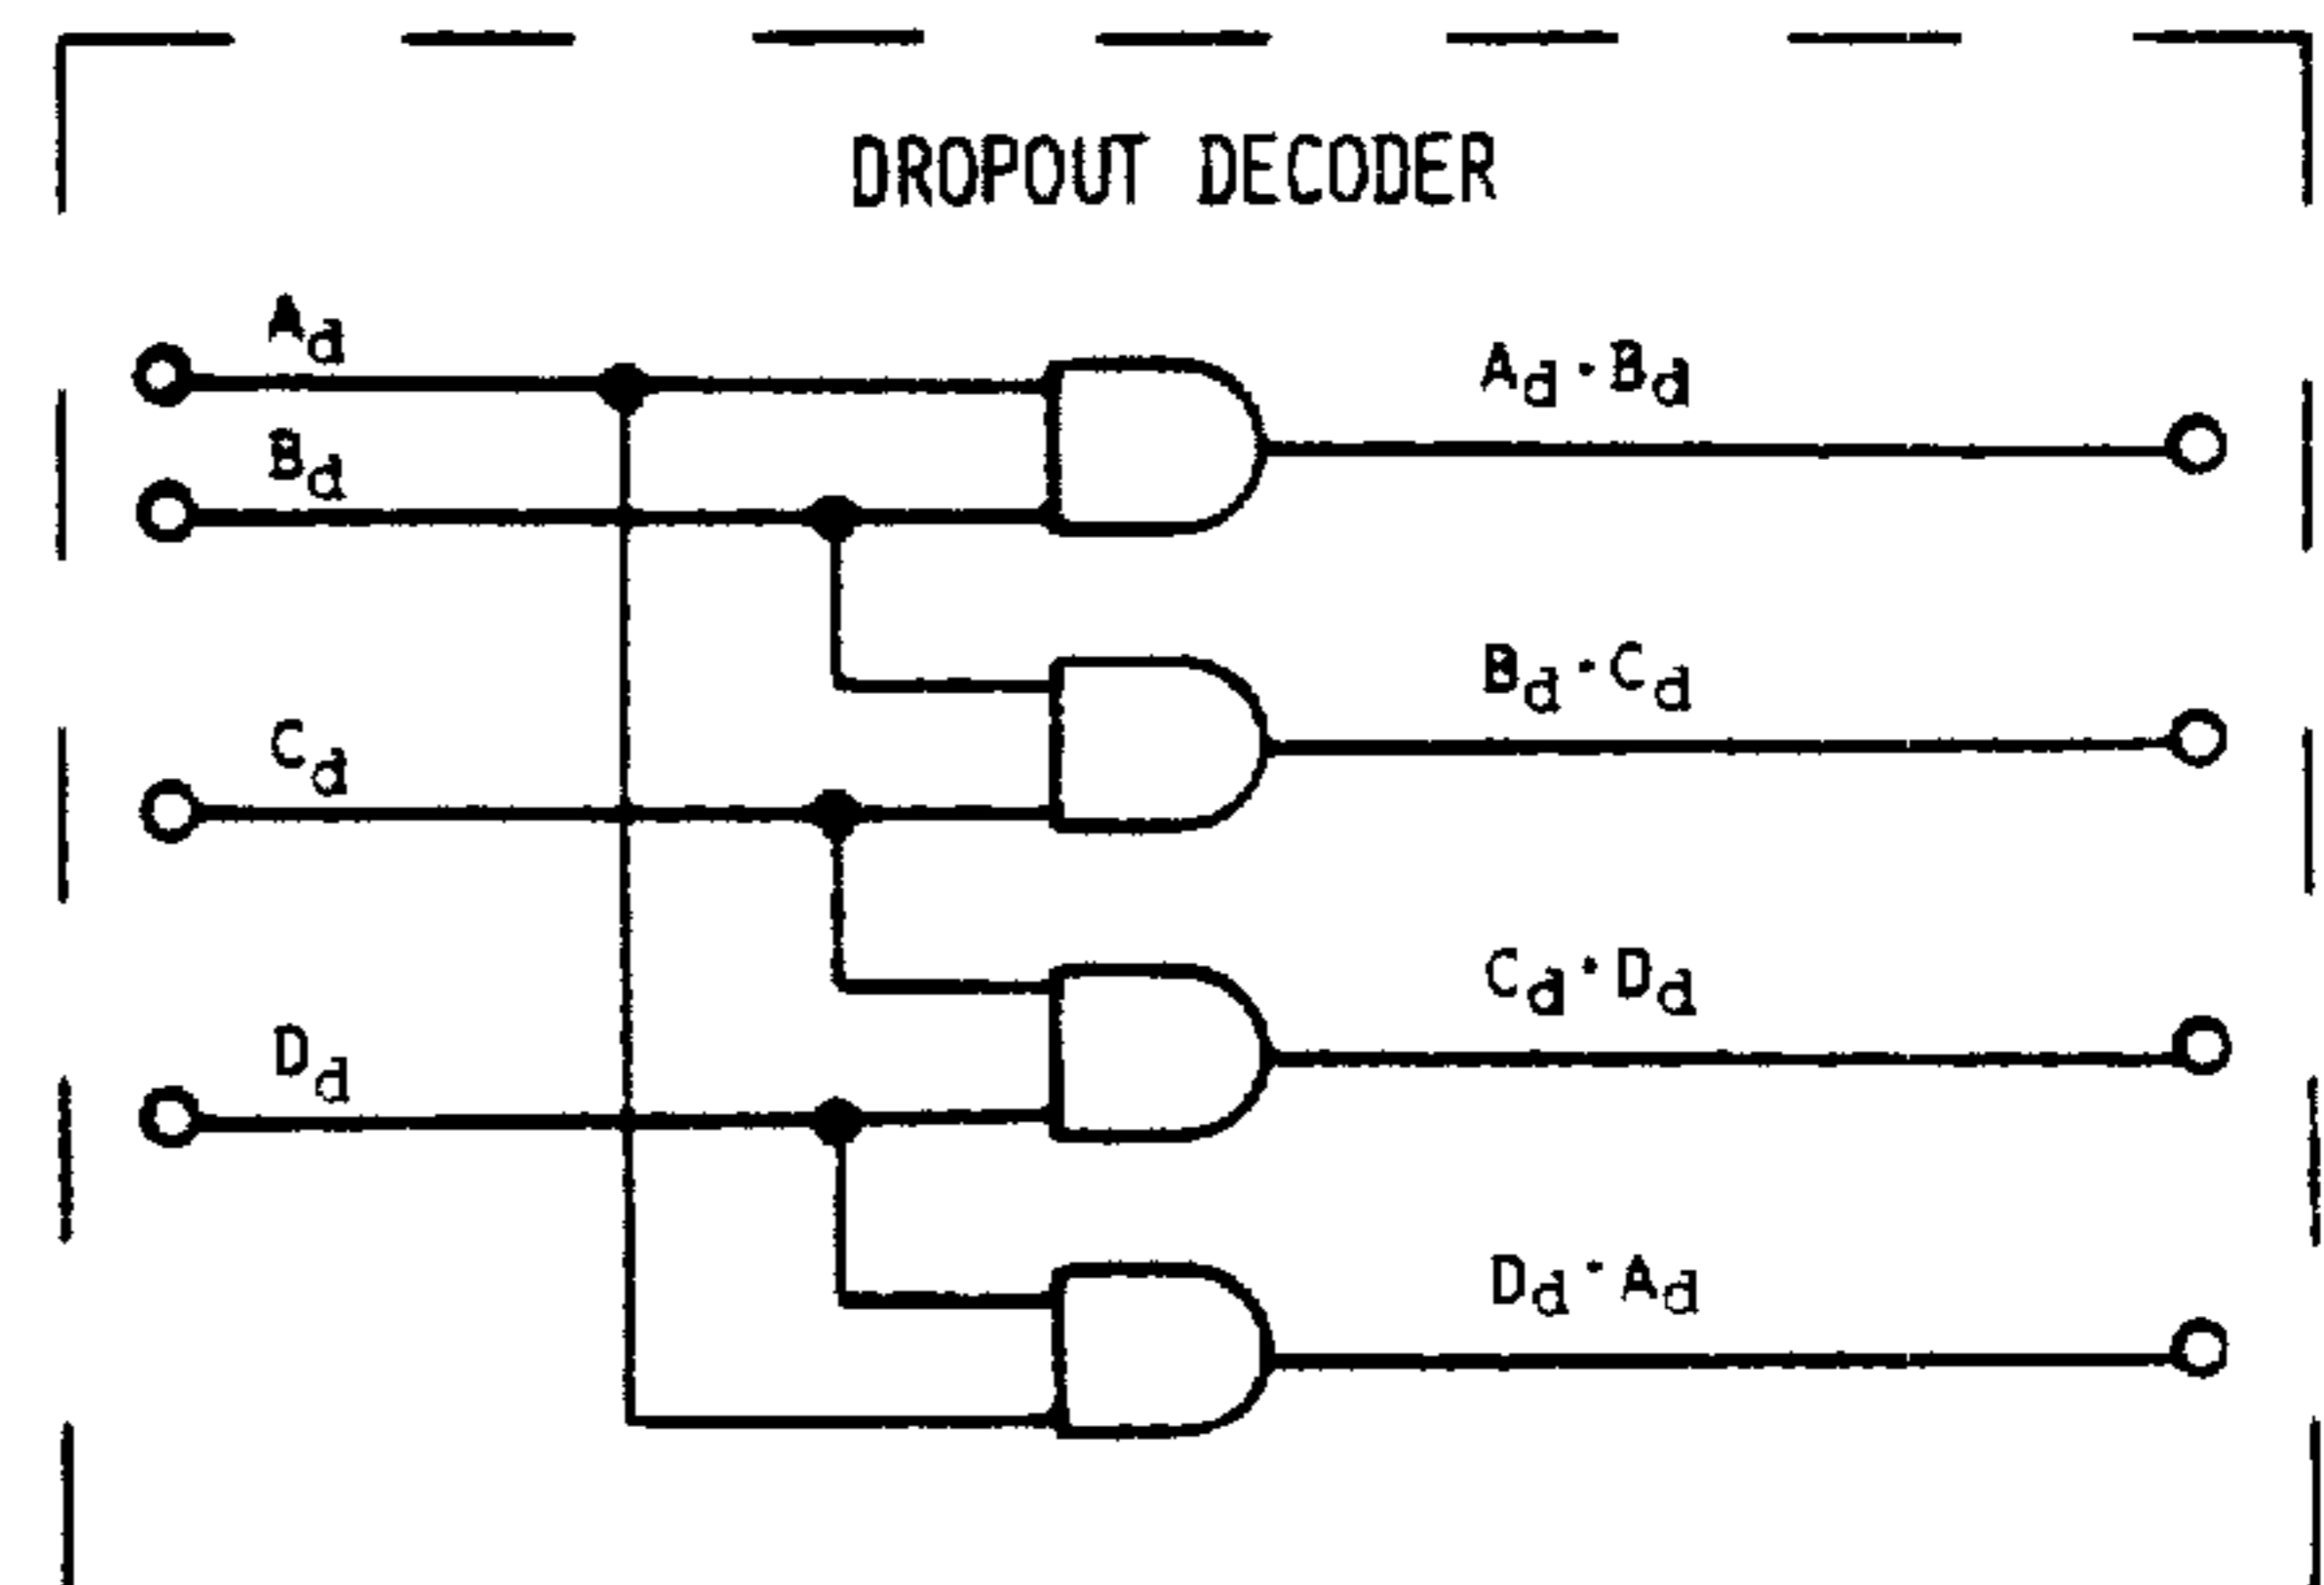 DROPOUT DECODER
Ad
Ad·Bd
Bd
Bd·Cd
Cd
Cd·Dd
Dd
Dd·Ad